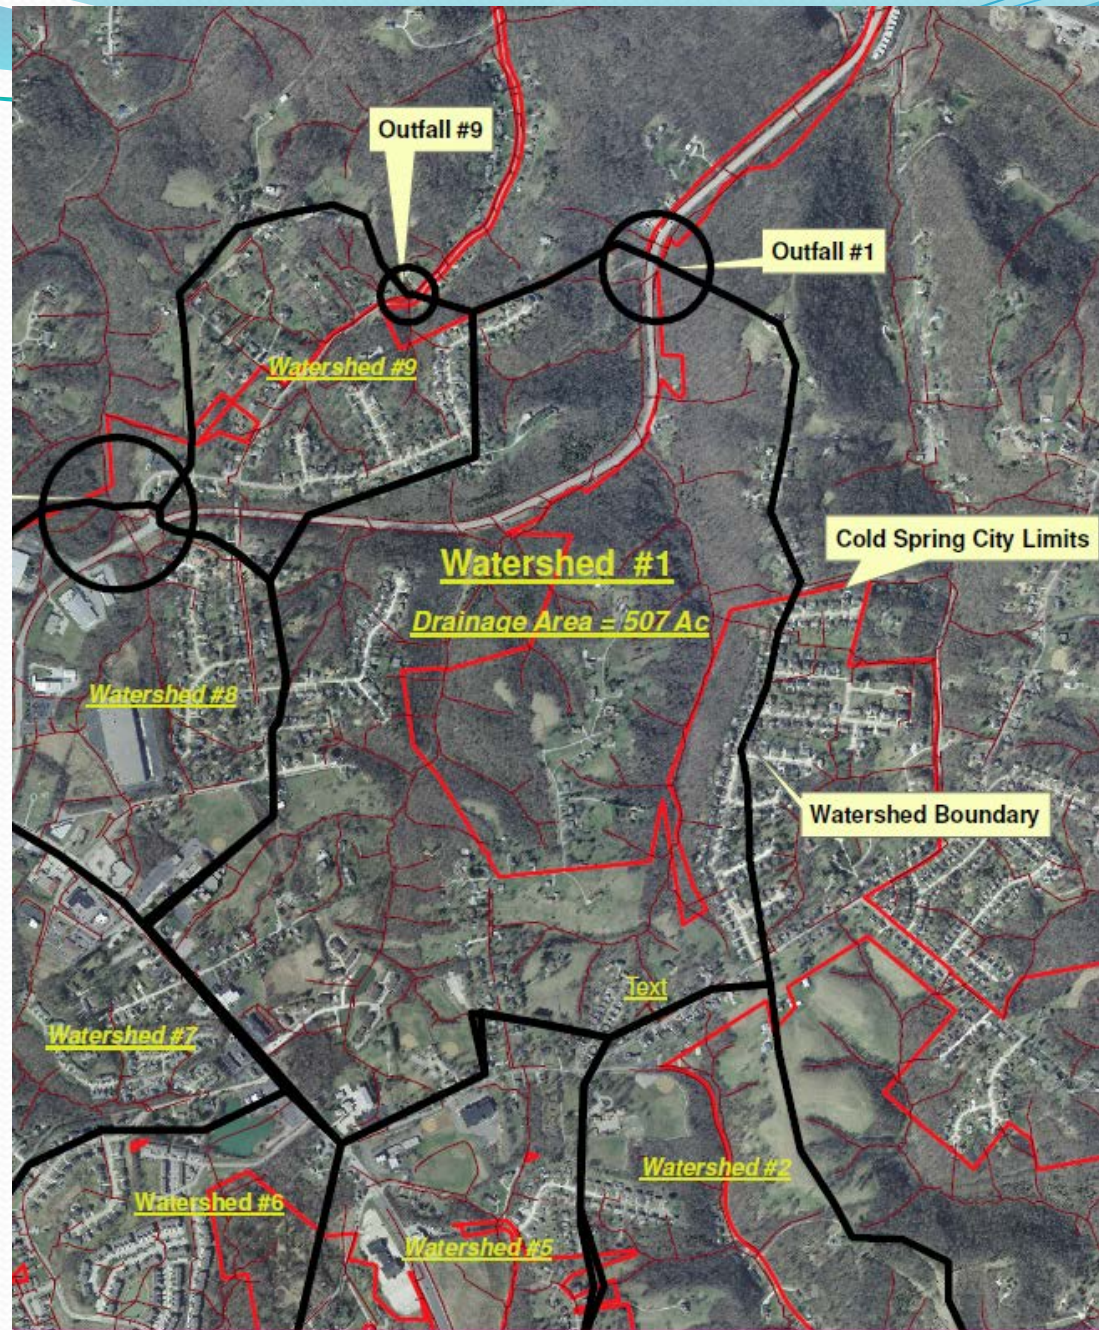 Outfall #9
Outfall #1
Watershed #9
Cold Spring City Limits
Watershed #1
Drainage Area = 507 Ac
Watershed #8
Watershed Boundary
Text
Watershed #7
Watershed #2
Watershed #6
Watershed #5